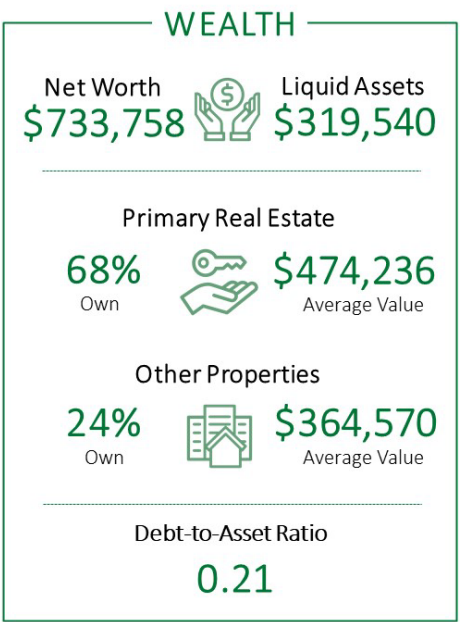 WEALTH
Net Worth
$733,758
$
Liquid Assets
$319,540
Primary Real Estate
68%
Own
$474,236
Average Value
Other Properties
24%
Own
$364,570
Average Value
Debt-to-Asset Ratio
0.21